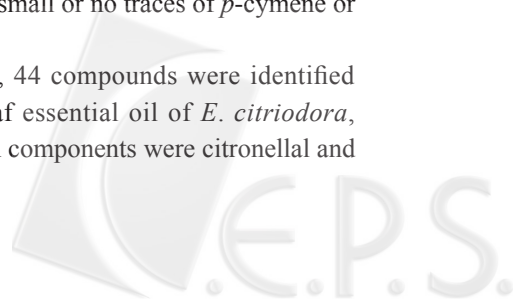 small or no traces of p-cymene or
, 44 compounds were identified
af essential oil of E. citriodora,
components were citronellal and
C.E.P.S.